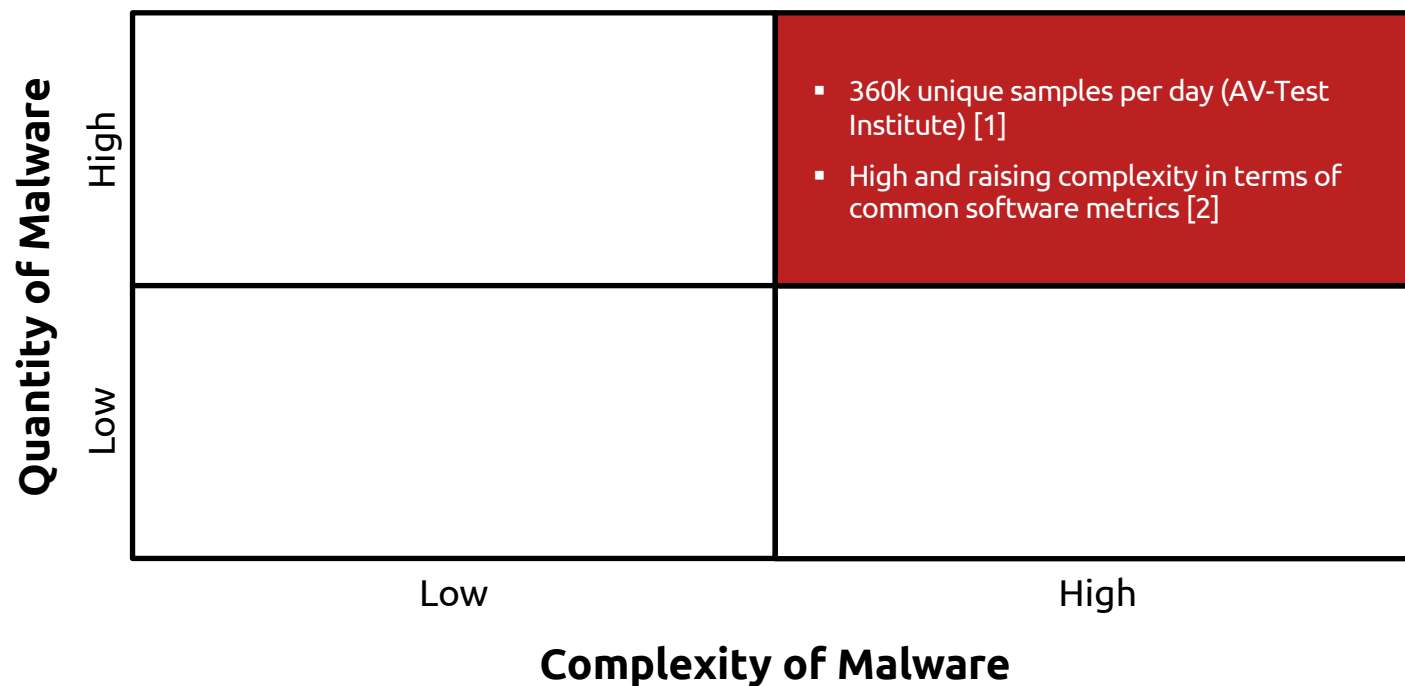 Quantity of Malware
High
Low
▪ 360k unique samples per day (AV-Test
Institute) [1]
▪ High and raising complexity in terms of
common software metrics [2]
Low
High
Complexity of Malware